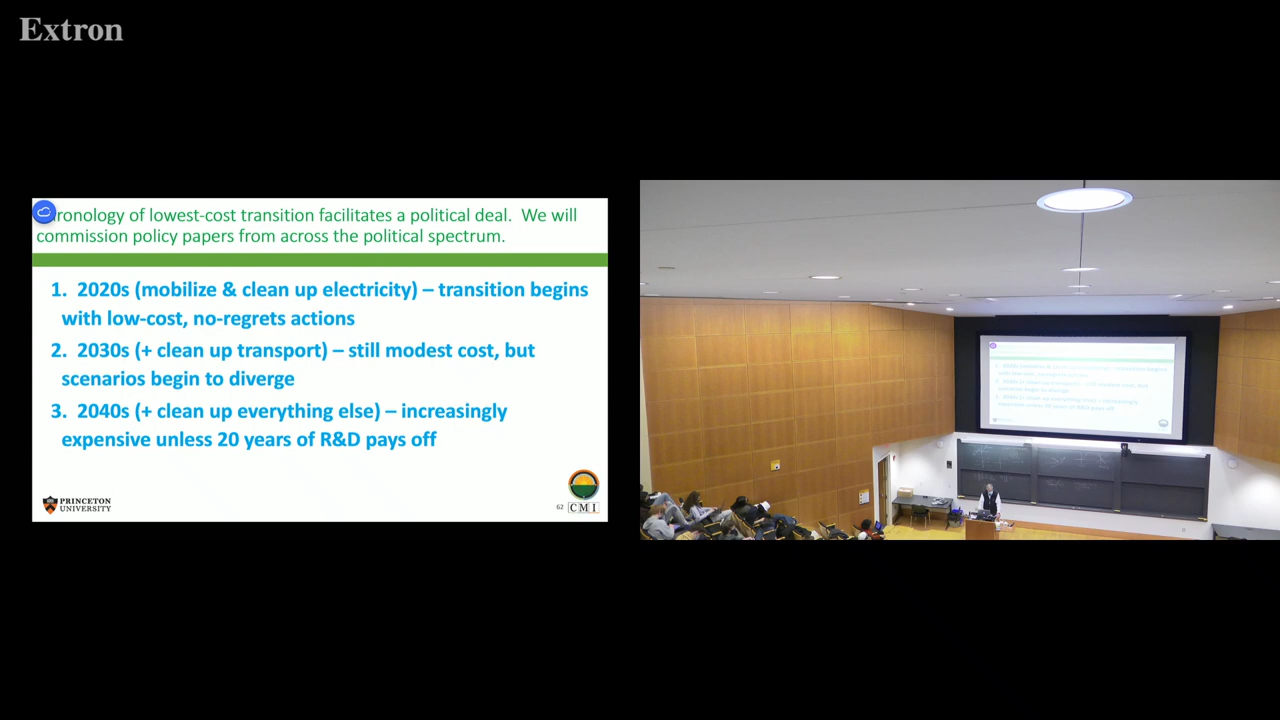 Extron
ronology of lowest-cost transition facilitates a political deal. We will
commission policy papers from across the political spectrum.
1. 2020s (mobilize & clean up electricity) – transition begins
with low-cost, no-regrets actions
2. 2030s (+ clean up transport) – still modest cost, but
scenarios begin to diverge
3. 2040s (+ clean up everything else) – increasingly
expensive unless 20 years of R&D pays off
PRINCETON
UNIVERSITY
62
CMI